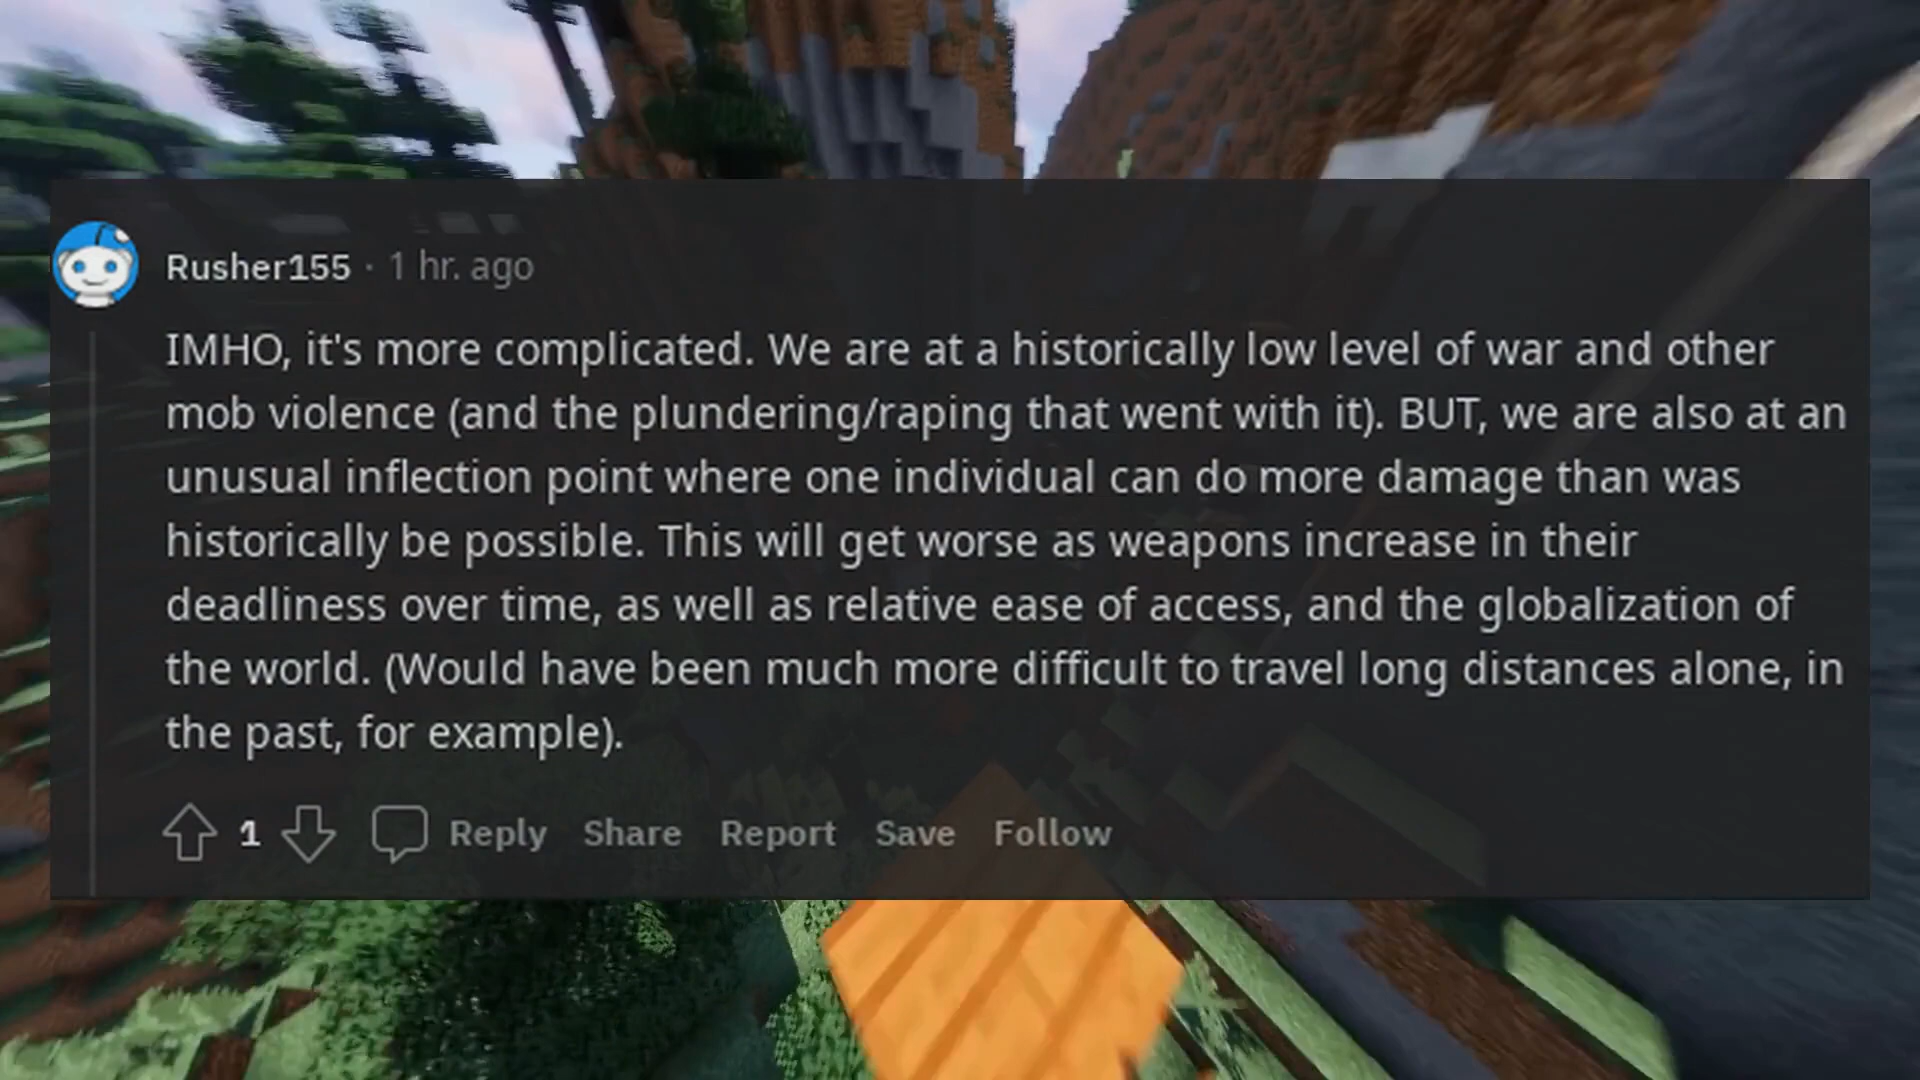 Rusher155 · 1 hr. ago
IMHO, it's more complicated. We are at a historically low level of war and other
mob violence (and the plundering/raping that went with it). BUT, we are also at an
unusual inflection point where one individual can do more damage than was
historically be possible. This will get worse as weapons increase in their
deadliness over time, as well as relative ease of access, and the globalization of
the world. (Would have been much more difficult to travel long distances alone, in
the past, for example).
1 Reply Share Report Save Follow